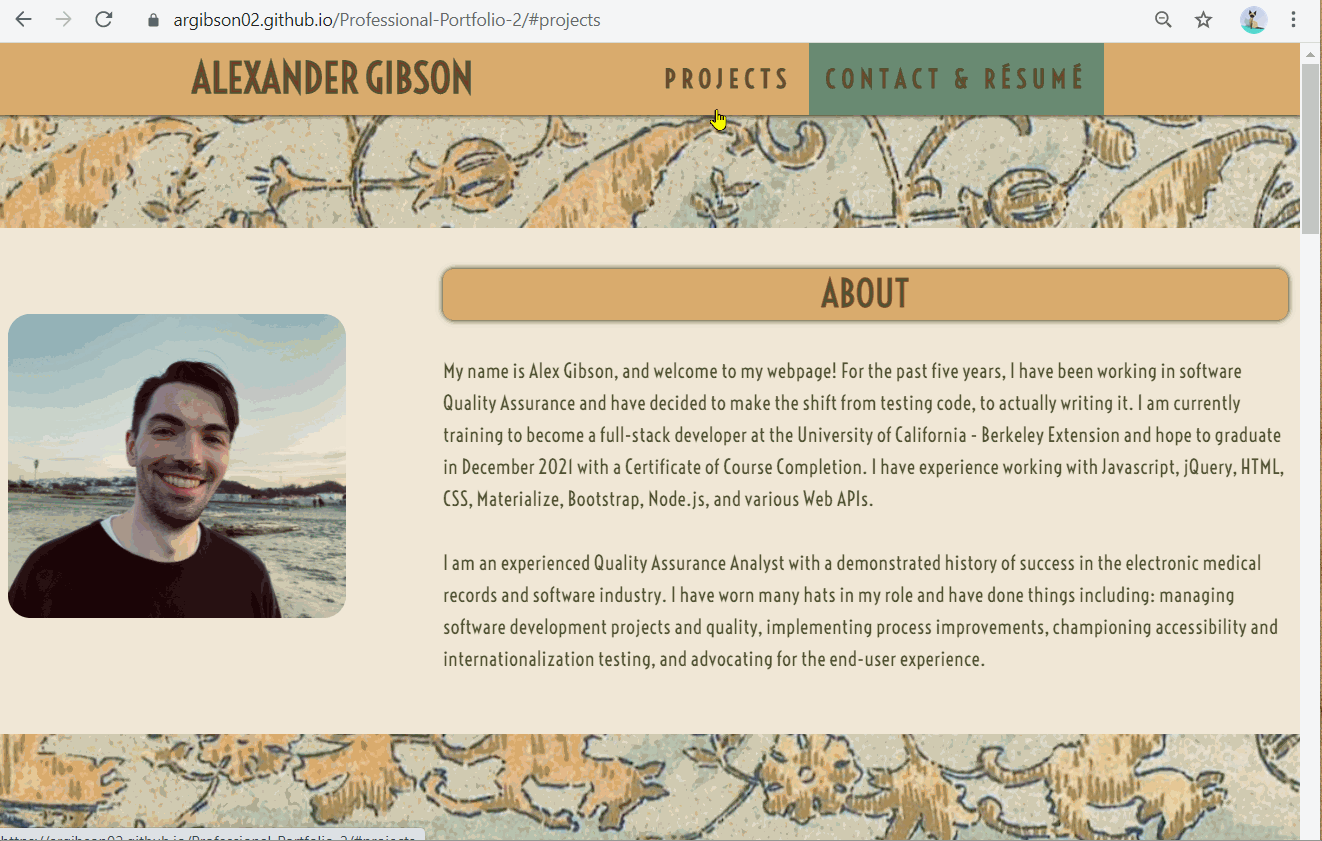 argibson02.github.io/Professional-Portfolio-2/#projects
ALEXANDER GIBSON
PROJECTS
CONTACT & RÉSUMÉ
ABOUT
My name is Alex Gibson, and welcome to my webpage! For the past five years, I have been working in software
Quality Assurance and have decided to make the shift from testing code, to actually writing it. I am currently
training to become a full-stack developer at the University of California - Berkeley Extension and hope to graduate
in December 2021 with a Certificate of Course Completion. I have experience working with Javascript, jQuery, HTML,
CSS, Materialize, Bootstrap, Node.js, and various Web APIs.
I am an experienced Quality Assurance Analyst with a demonstrated history of success in the electronic medical
records and software industry. I have worn many hats in my role and have done things including: managing
software development projects and quality, implementing process improvements, championing accessibility and
internationalization testing, and advocating for the end-user experience.
https://argibson02.github.io/Professional-Portfolio-2/#projects